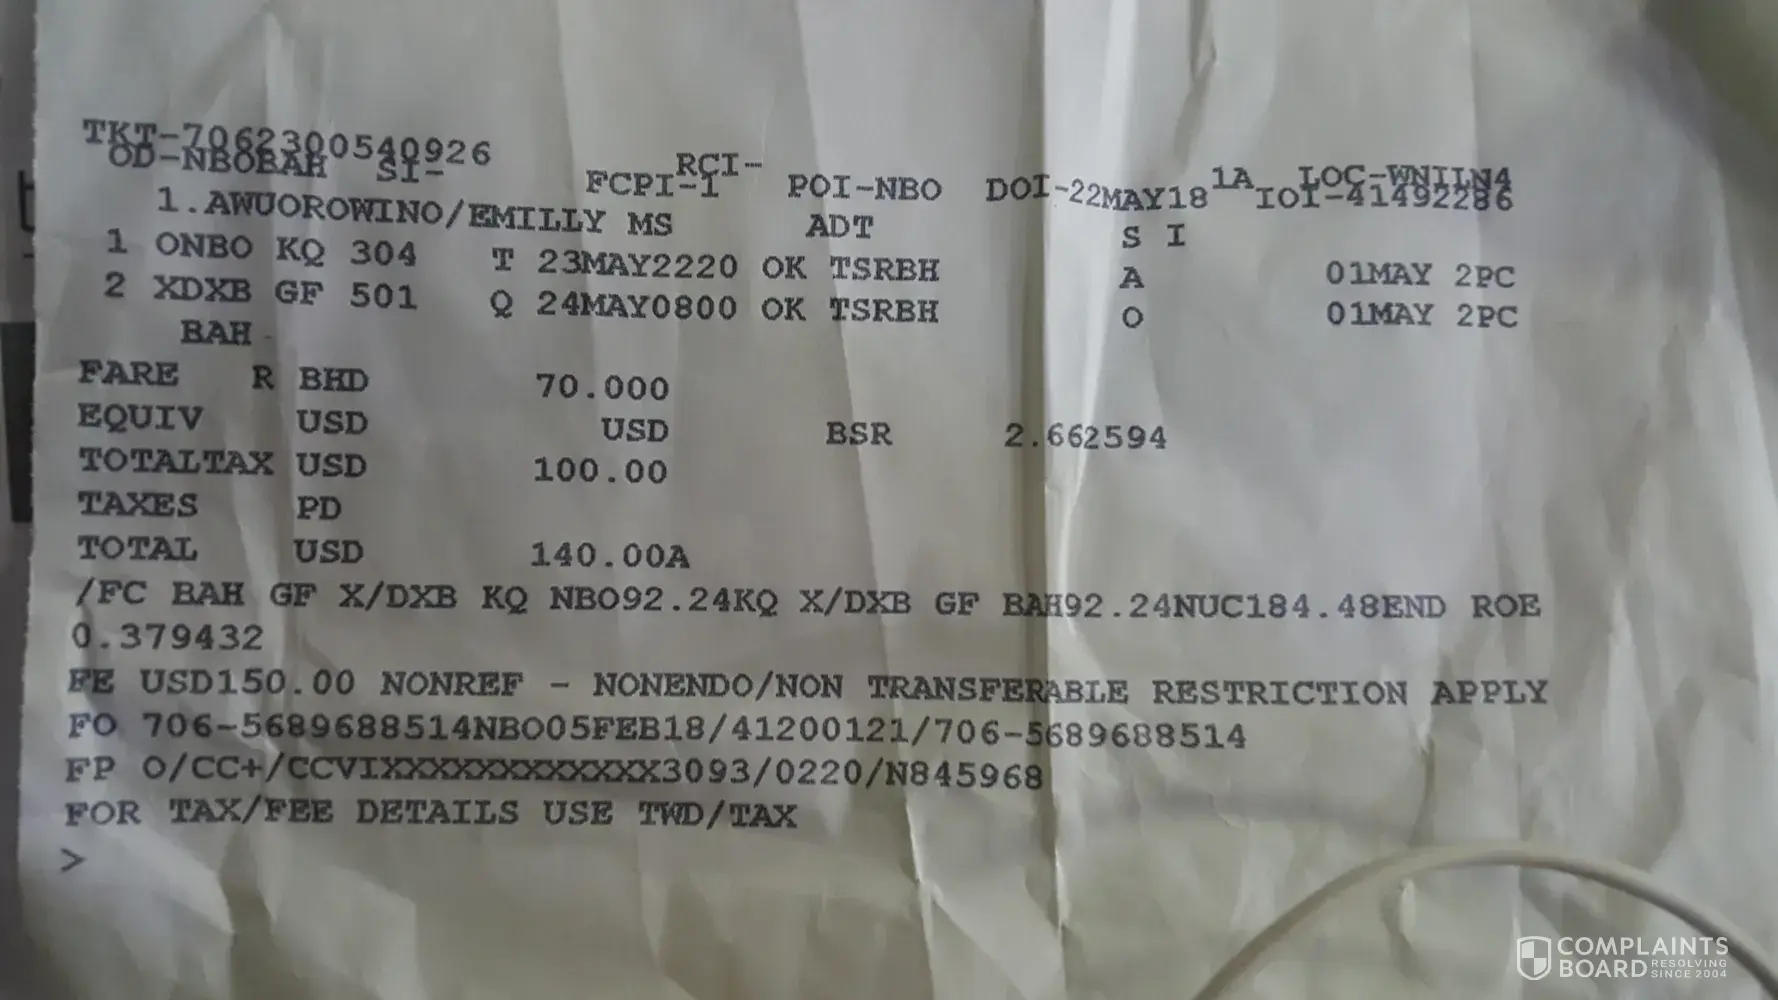 TKT-7062300540926 RCI- 1A LOC-WNILN4
OD-NBOBAH SI- FCPI-1 POI-NBO DOI-22MAY18 IOI-41492286
1.AWUOROWINO/EMILLY MS ADT S I
1 ONBO KQ 304 T 23MAY2220 OK TSRBH A 01MAY 2PC
2 XDXB GF 501 Q 24MAY0800 OK TSRBH O 01MAY 2PC
BAH
FARE R BHD 70.000
EQUIV USD USD BSR 2.662594
TOTALTAX USD 100.00
TAXES PD
TOTAL USD 140.00A
/FC BAH GF X/DXB KQ NBO92.24KQ X/DXB GF BAH92.24NUC184.48END ROE
0.379432
FE USD150.00 NONREF - NONENDO/NON TRANSFERABLE RESTRICTION APPLY
FO 706-5689688514NBO05FEB18/41200121/706-5689688514
FP O/CC+/CCVIXXXXXXXXXXXX3093/0220/N845968
FOR TAX/FEE DETAILS USE TWD/TAX
>
COMPLAINTS
BOARD RESOLVING SINCE 2004